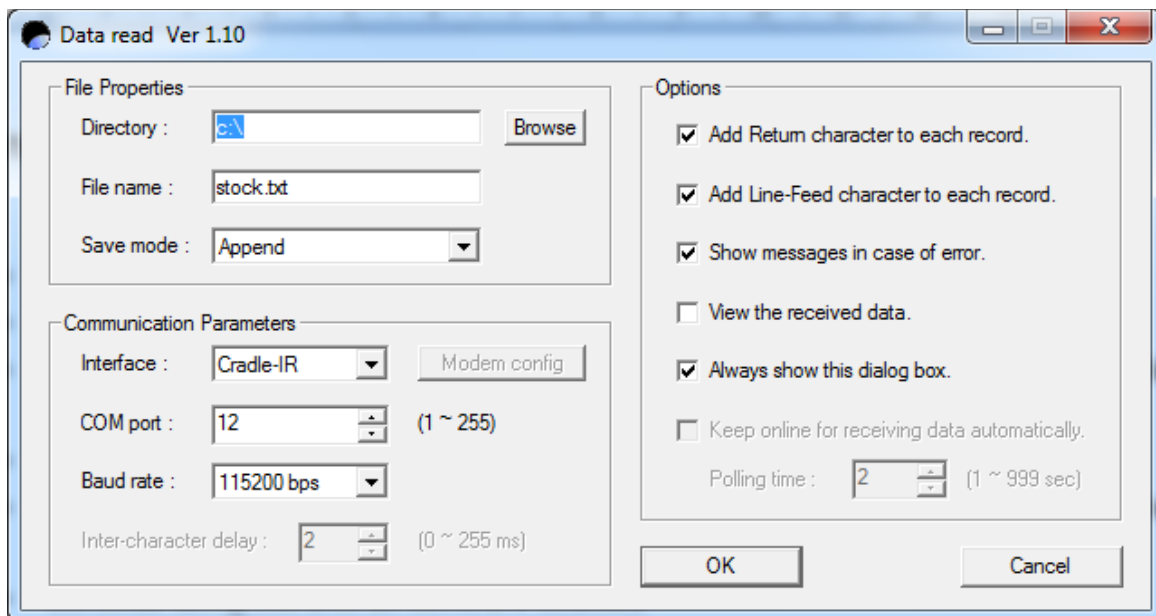 Data read Ver 1.10
File Properties
Directory : c:\ Browse
File name : stock.txt
Save mode : Append
Communication Parameters
Interface : Cradle-IR Modem config
COM port : 12 (1 ~ 255)
Baud rate : 115200 bps
Inter-character delay : 2 (0 ~ 255 ms)
Options
Add Return character to each record.
Add Line-Feed character to each record.
Show messages in case of error.
View the received data.
Always show this dialog box.
Keep online for receiving data automatically.
Polling time : 2 (1 ~ 999 sec)
OK Cancel